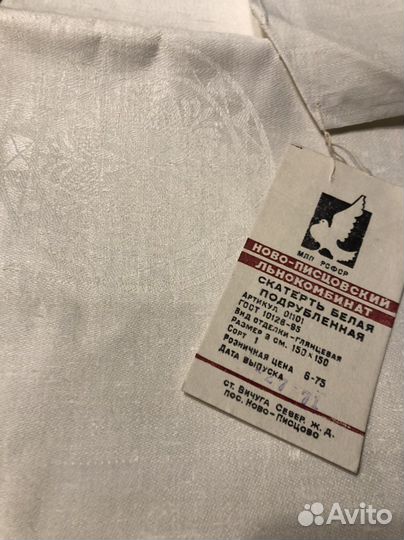 МЛП РСФСР
НОВО-ПИСЦОВСКИЙ
ЛЬНОКОМБИНАТ
СКАТЕРТЬ БЕЛАЯ
ПОДРУБЛЕННАЯ
АРТИКУЛ 01101
ГОСТ 10128-85
ВИД ОТДЕЛКИ-ГЛЯНЦЕВАЯ
РАЗМЕР В СМ. 150×150
СОРТ 1
РОЗНИЧНАЯ ЦЕНА 6-75
ДАТА ВЫПУСКА
СТ. ВИЧУГА СЕВЕР. Ж. Д.
ПОС. НОВО-ПИСЦОВО
Avito